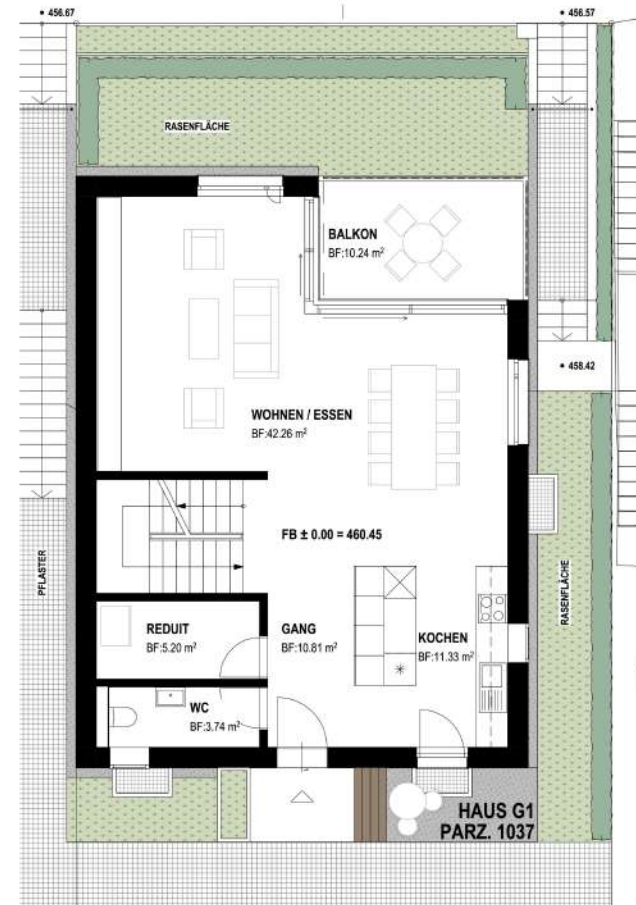 456.67
456.57
RASENFLÄCHE
BALKON
BF:10.24 m²
458.42
WOHNEN / ESSEN
BF:42.26 m²
FB ± 0.00 = 460.45
PFLASTER
RASENFLÄCHE
REDUIT
BF:5.20 m²
GANG
BF:10.81 m²
KOCHEN
BF:11.33 m²
WC
BF:3.74 m²
HAUS G1
PARZ. 1037